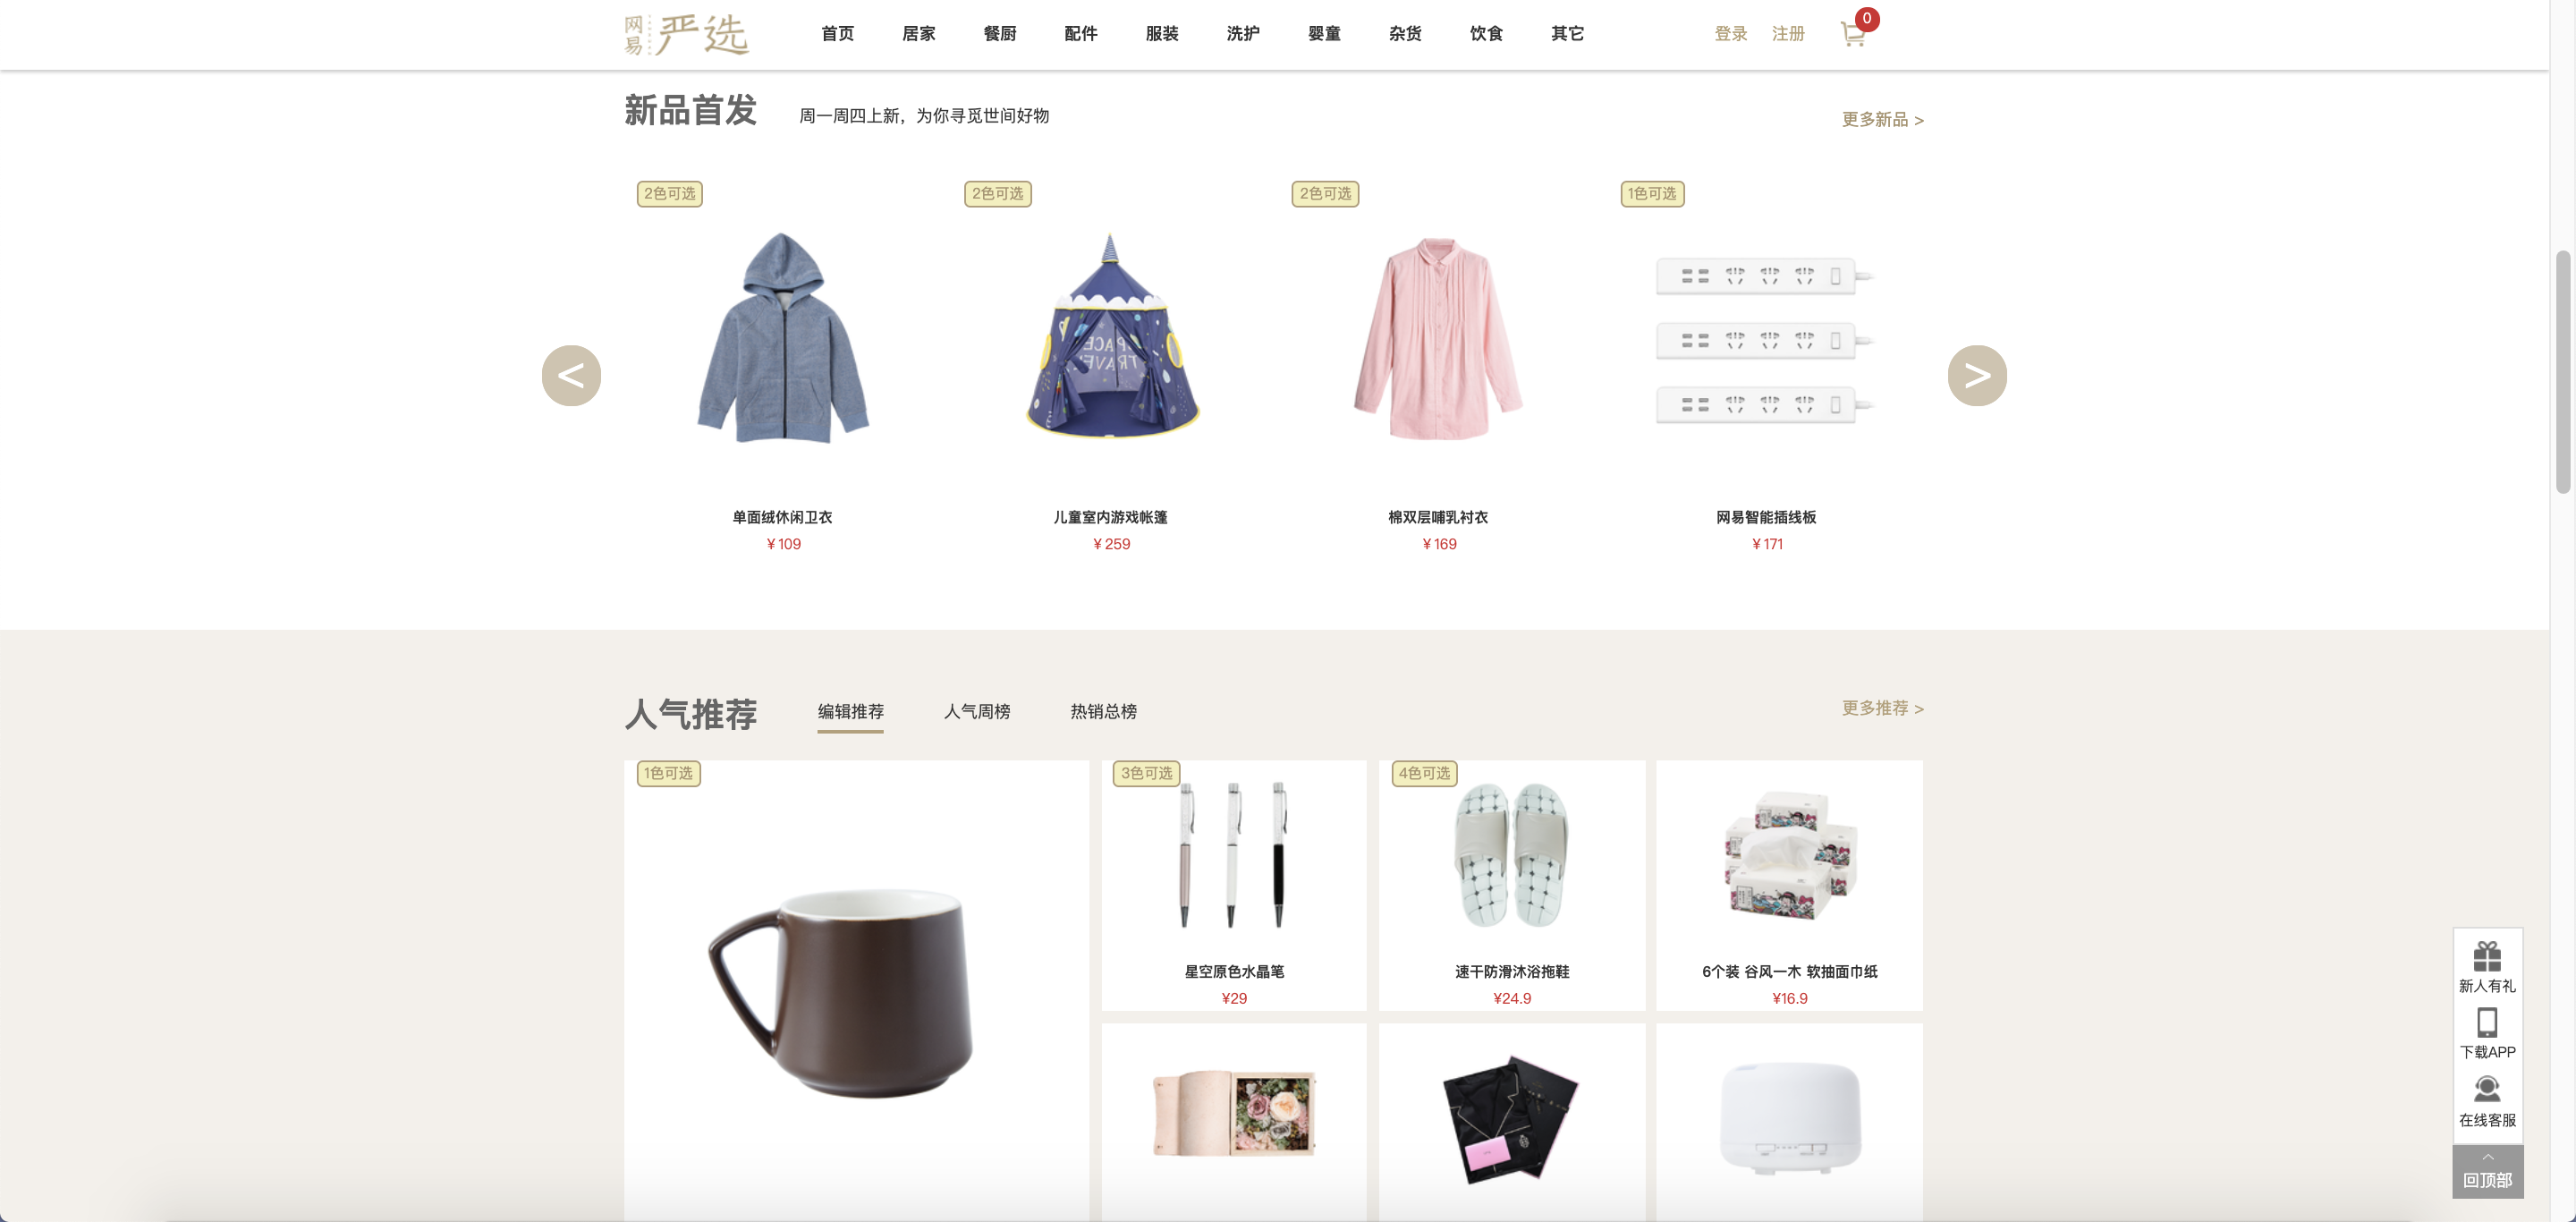 网易严选
首页 居家 餐厨 配件 服装 洗护 婴童 杂货 饮食 其它
登录 注册 0
新品首发 周一周四上新，为你寻觅世间好物 更多新品 >
2色可选 2色可选 2色可选 1色可选
SPACE
TRAVEL
< >
单面绒休闲卫衣 儿童室内游戏帐篷 棉双层哺乳衬衣 网易智能插线板
¥ 109 ¥ 259 ¥ 169 ¥ 171
人气推荐 编辑推荐 人气周榜 热销总榜 更多推荐 >
1色可选 3色可选 4色可选
星空原色水晶笔 速干防滑沐浴拖鞋 6个装 谷风一木 软抽面巾纸
¥29 ¥24.9 ¥16.9
新人有礼
下载APP
在线客服
回顶部